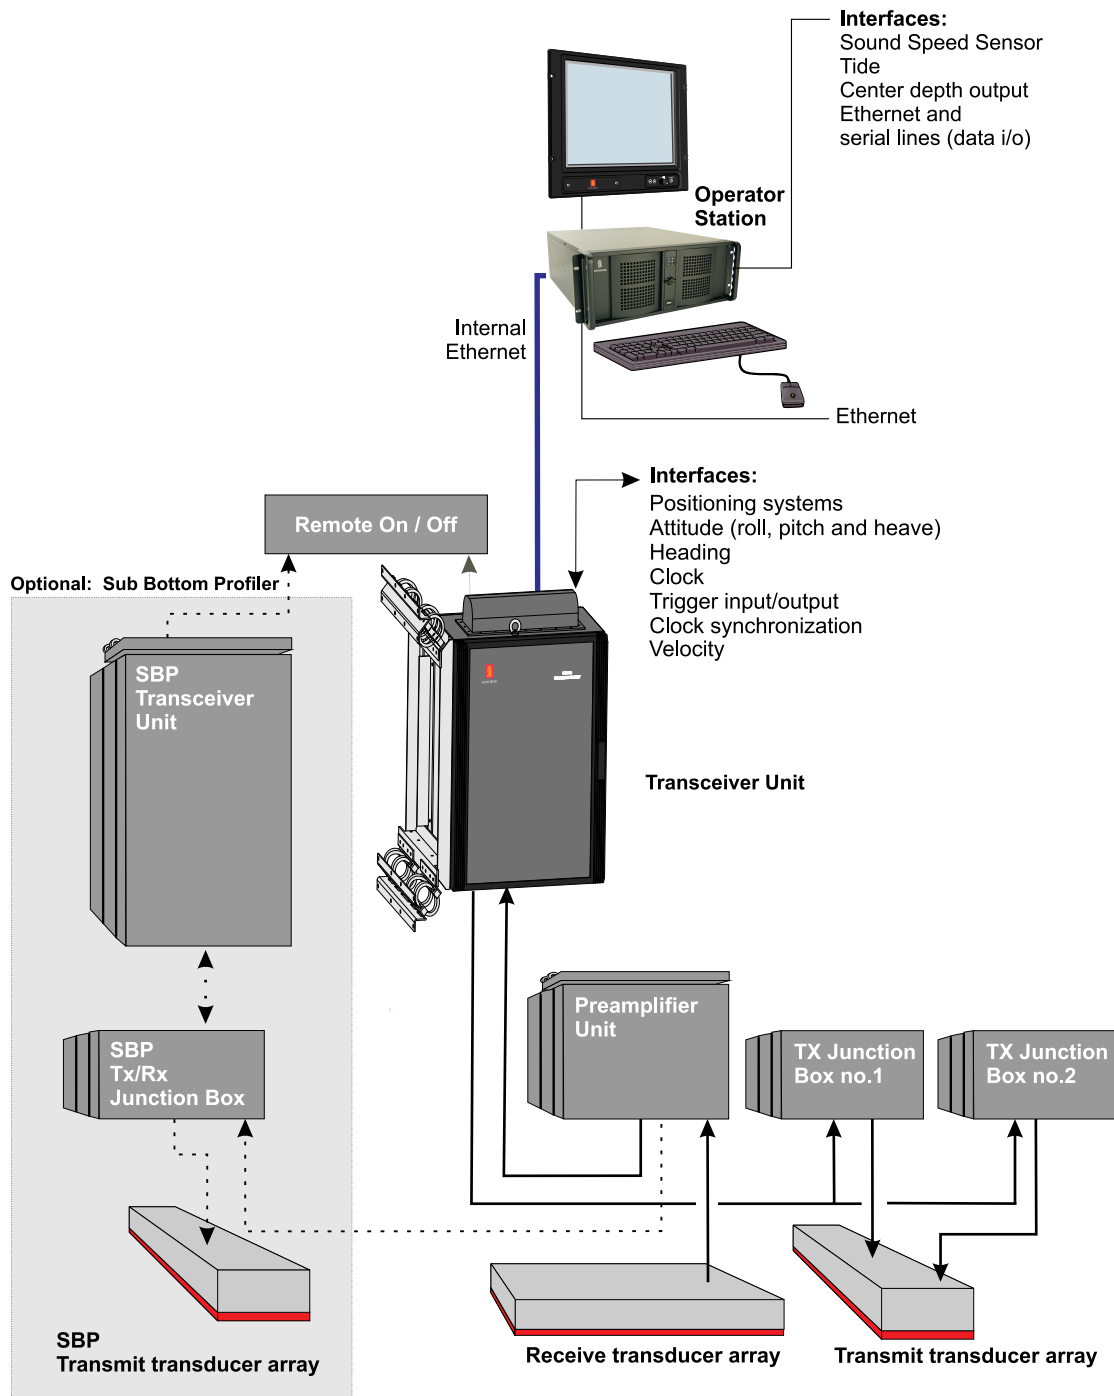 Interfaces:
Sound Speed Sensor
Tide
Center depth output
Ethernet and
serial lines (data i/o)
Operator
Station
Internal
Ethernet
Ethernet
Interfaces:
Positioning systems
Attitude (roll, pitch and heave)
Heading
Clock
Trigger input/output
Clock synchronization
Velocity
Remote On / Off
Optional: Sub Bottom Profiler
SBP
Transceiver
Unit
Transceiver Unit
Preamplifier
Unit
TX Junction
Box no.1
TX Junction
Box no.2
SBP
Tx/Rx
Junction Box
SBP
Transmit transducer array
Receive transducer array
Transmit transducer array